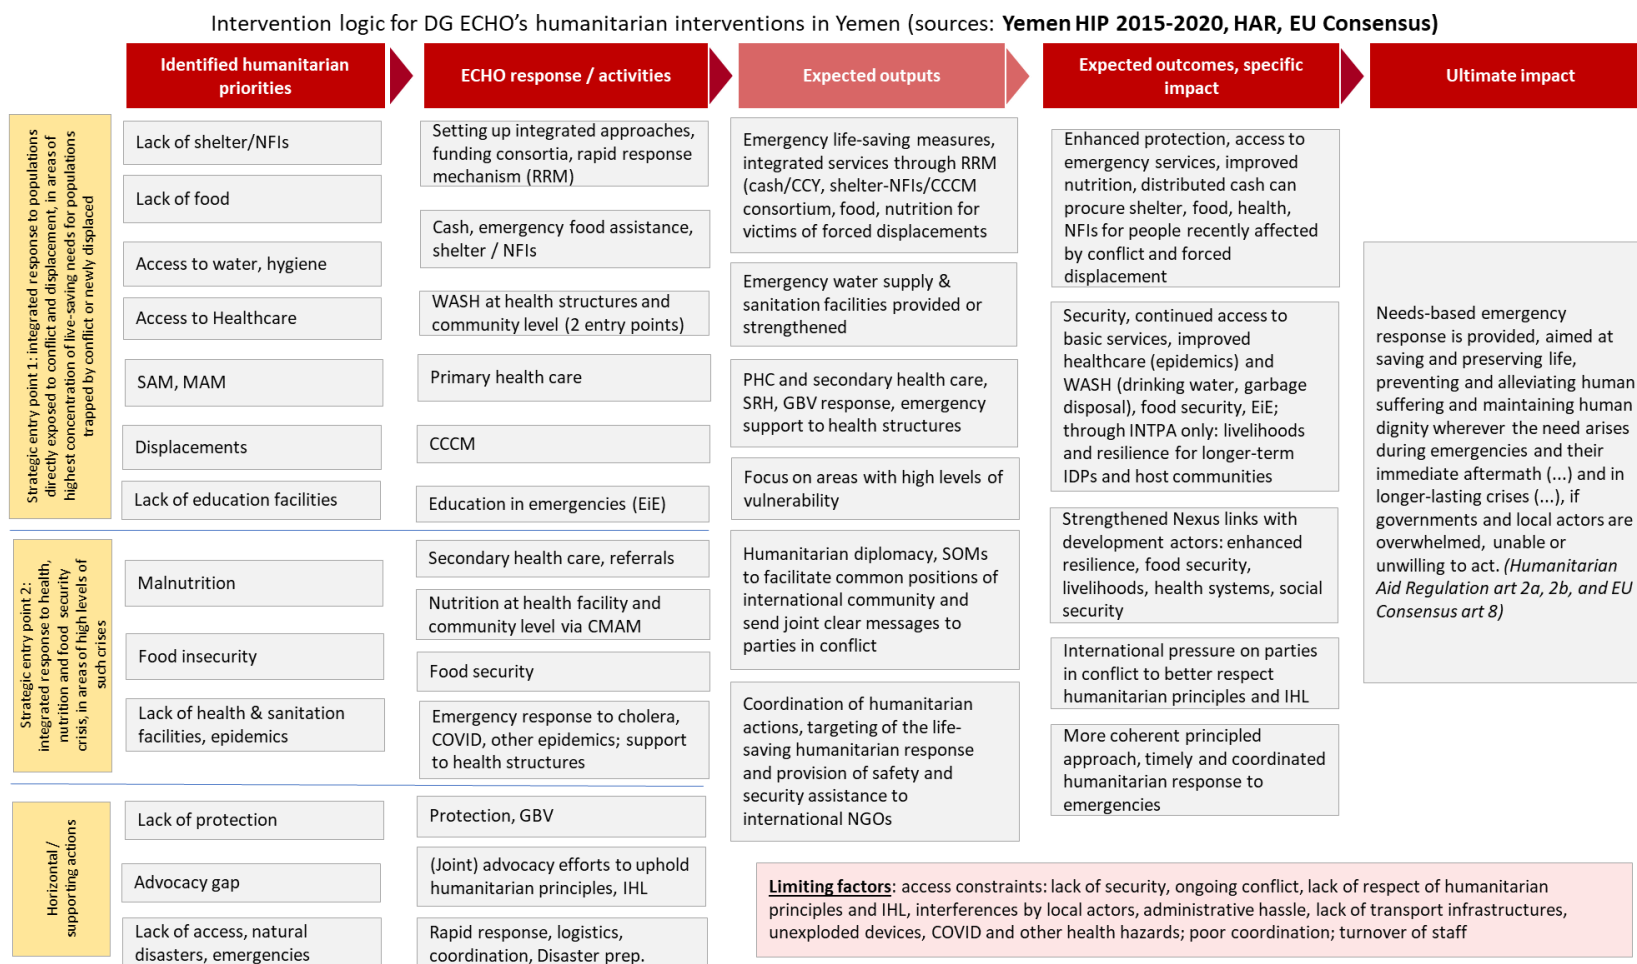 Intervention logic for DG ECHO's humanitarian interventions in Yemen (sources: Yemen HIP 2015-2020, HAR, EU Consensus)
Identified humanitarian
priorities
ECHO response / activities
Expected outputs
Expected outcomes, specific
impact
Ultimate impact
Strategic entry point 1: integrated response to populations
directly exposed to conflict and displacement, in areas of
highest concentration of live-saving needs for populations
trapped by conflict or newly displaced
Lack of shelter/NFIs
Lack of food
Access to water, hygiene
Access to Healthcare
SAM, MAM
Displacements
Lack of education facilities
Setting up integrated approaches,
funding consortia, rapid response
mechanism (RRM)
Cash, emergency food assistance,
shelter / NFIs
WASH at health structures and
community level (2 entry points)
Primary health care
CCCM
Education in emergencies (EiE)
Strategic entry point 2:
integrated response to health,
nutrition and food security
crisis, in areas of high levels of
such crises
Malnutrition
Food insecurity
Lack of health & sanitation
facilities, epidemics
Secondary health care, referrals
Nutrition at health facility and
community level via CMAM
Food security
Emergency response to cholera,
COVID, other epidemics; support
to health structures
Horizontal /
supporting actions
Lack of protection
Advocacy gap
Lack of access, natural
disasters, emergencies
Protection, GBV
(Joint) advocacy efforts to uphold
humanitarian principles, IHL
Rapid response, logistics,
coordination, Disaster prep.
Emergency life-saving measures,
integrated services through RRM
(cash/CCY, shelter-NFIs/CCCM
consortium, food, nutrition for
victims of forced displacements
Emergency water supply &
sanitation facilities provided or
strengthened
PHC and secondary health care,
SRH, GBV response, emergency
support to health structures
Focus on areas with high levels of
vulnerability
Humanitarian diplomacy, SOMs
to facilitate common positions of
international community and
send joint clear messages to
parties in conflict
Coordination of humanitarian
actions, targeting of the life-
saving humanitarian response
and provision of safety and
security assistance to
international NGOs
Enhanced protection, access to
emergency services, improved
nutrition, distributed cash can
procure shelter, food, health,
NFIs for people recently affected
by conflict and forced
displacement
Security, continued access to
basic services, improved
healthcare (epidemics) and
WASH (drinking water, garbage
disposal), food security, EiE;
through INTPA only: livelihoods
and resilience for longer-term
IDPs and host communities
Strengthened Nexus links with
development actors: enhanced
resilience, food security,
livelihoods, health systems, social
security
International pressure on parties
in conflict to better respect
humanitarian principles and IHL
More coherent principled
approach, timely and coordinated
humanitarian response to
emergencies
Needs-based emergency
response is provided, aimed at
saving and preserving life,
preventing and alleviating human
suffering and maintaining human
dignity wherever the need arises
during emergencies and their
immediate aftermath (...) and in
longer-lasting crises (...), if
governments and local actors are
overwhelmed, unable or
unwilling to act. (Humanitarian
Aid Regulation art 2a, 2b, and EU
Consensus art 8)
Limiting factors: access constraints: lack of security, ongoing conflict, lack of respect of humanitarian
principles and IHL, interferences by local actors, administrative hassle, lack of transport infrastructures,
unexploded devices, COVID and other health hazards; poor coordination; turnover of staff